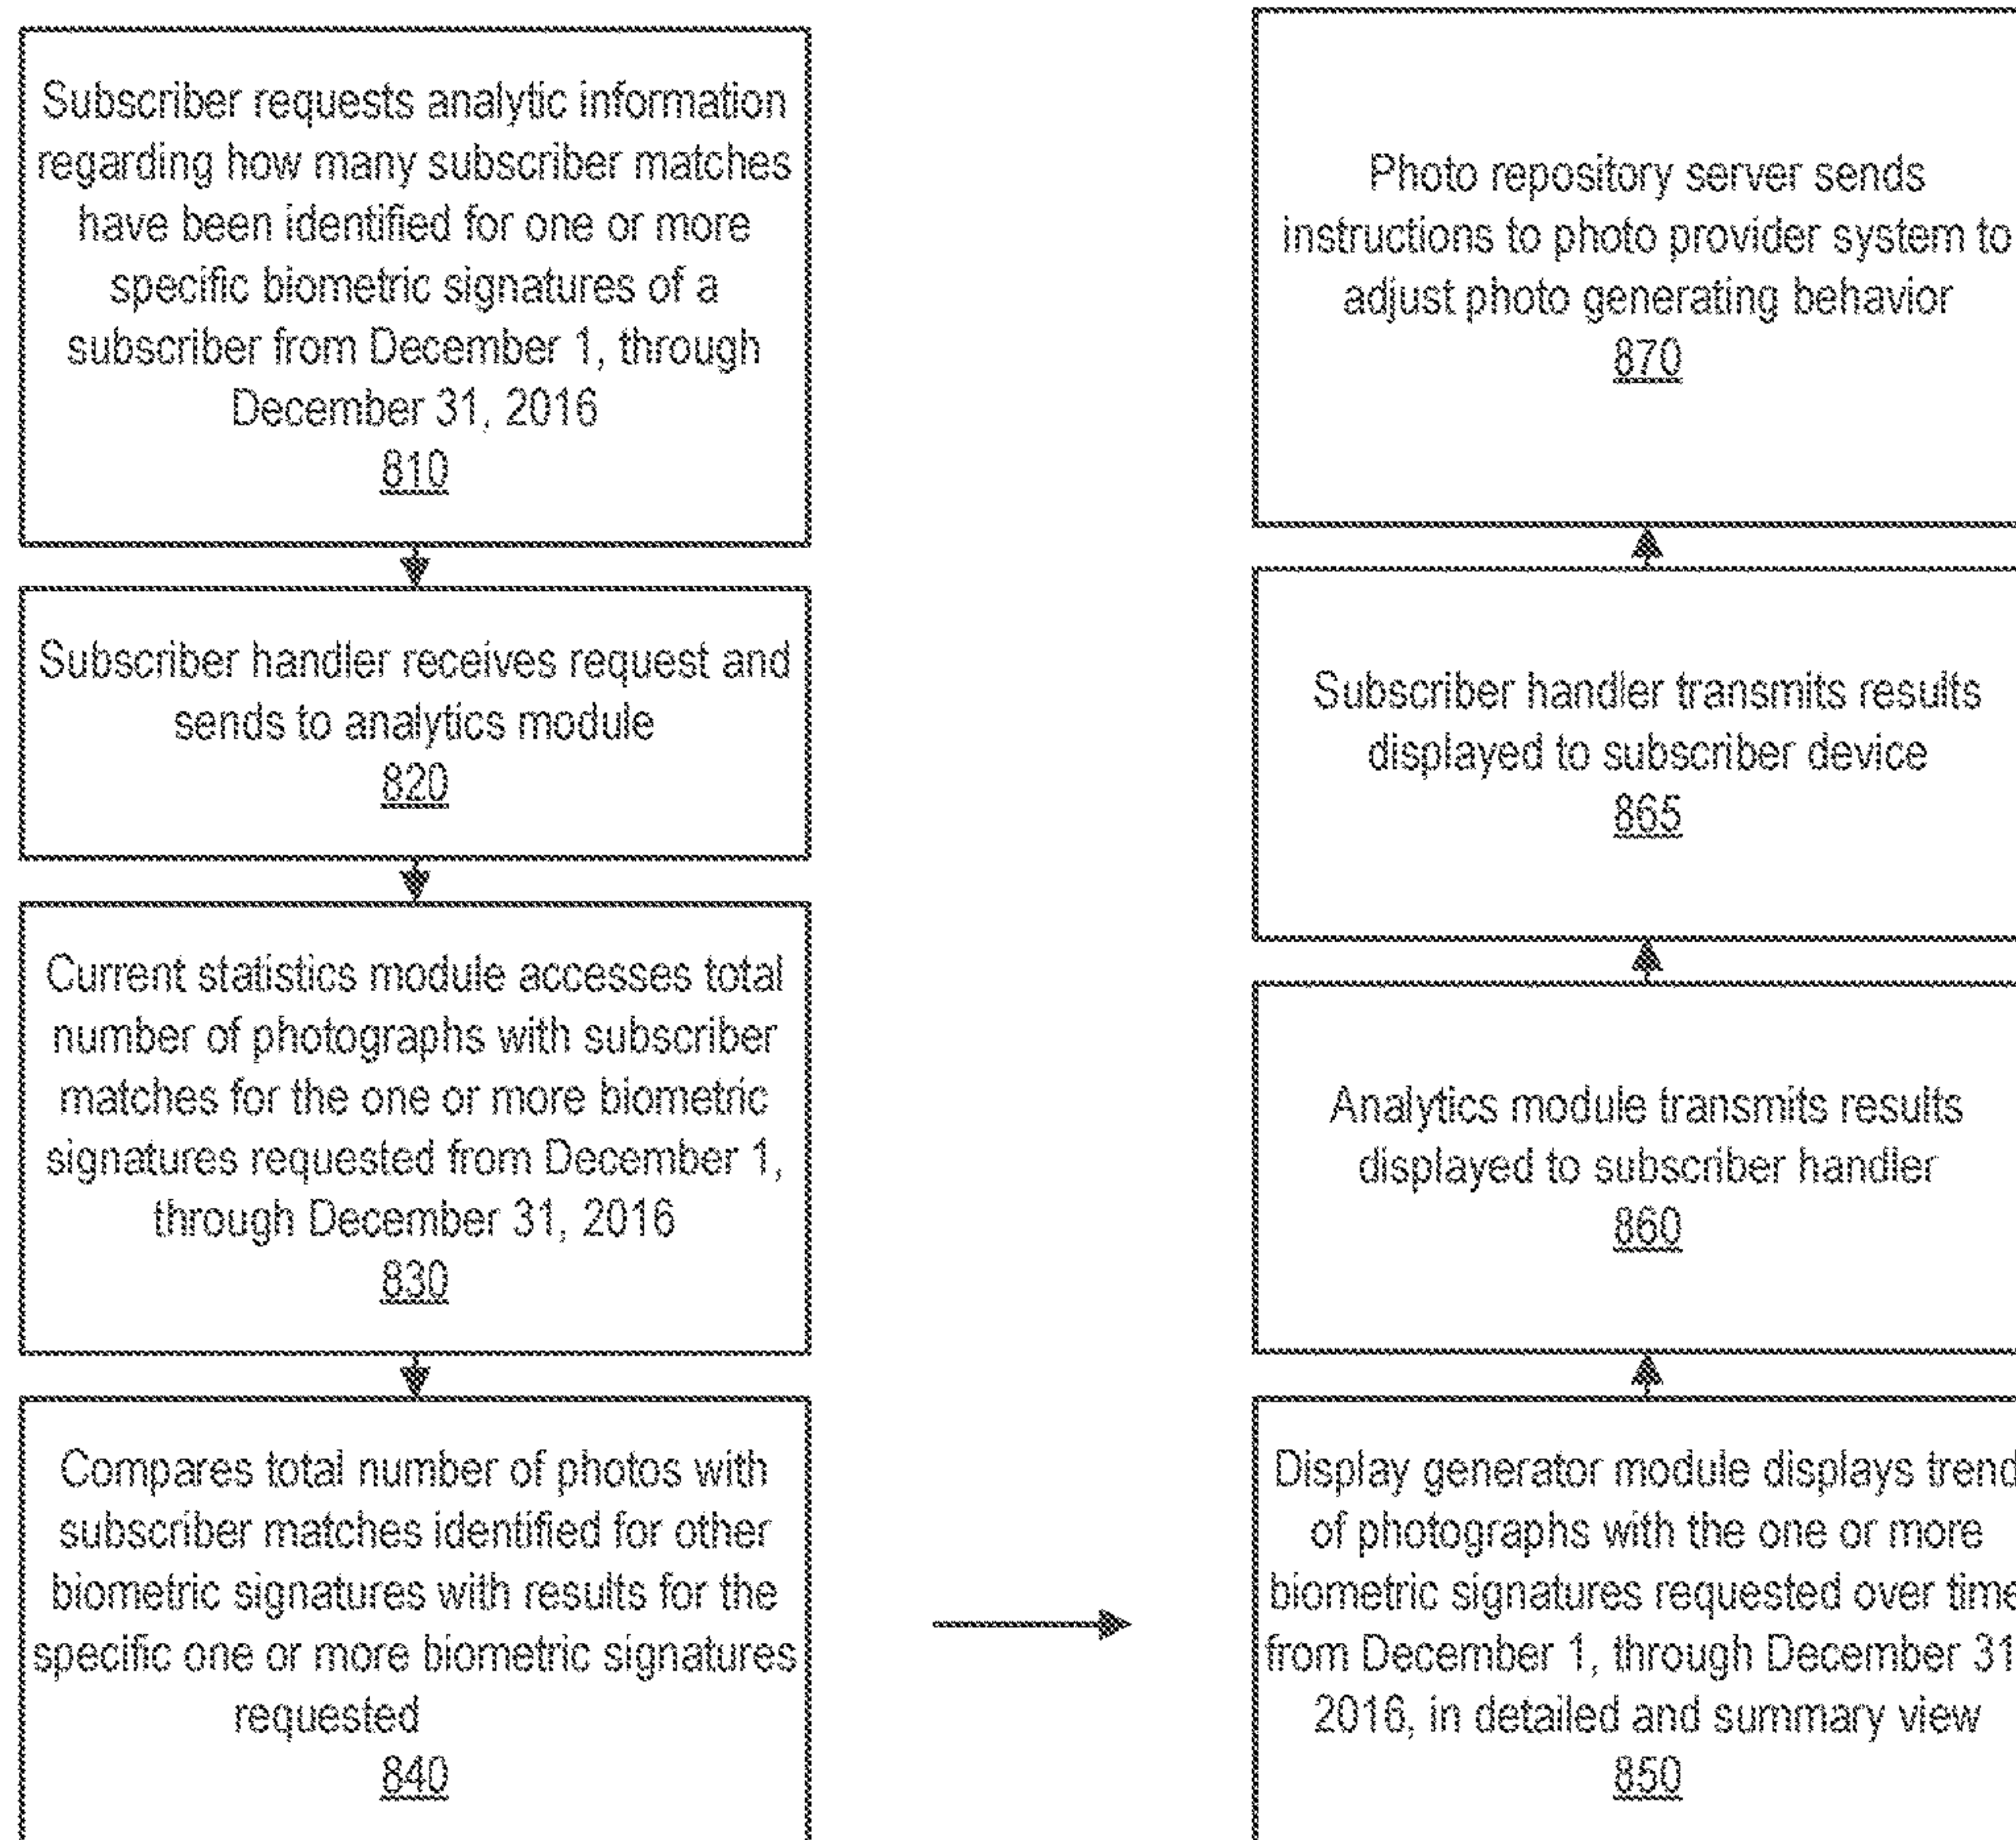 Subscriber requests analytic information
regarding how many subscriber matches
have been identified for one or more
specific biometric signatures of a
subscriber from December 1, through
December 31, 2016
810
Subscriber handler receives request and
sends to analytics module
820
Current statistics module accesses total
number of photographs with subscriber
matches for the one or more biometric
signatures requested from December 1,
through December 31, 2016
830
Compares total number of photos with
subscriber matches identified for other
biometric signatures with results for the
specific one or more biometric signatures
requested
840
Display generator module displays trend
of photographs with the one or more
biometric signatures requested over time
from December 1, through December 31
2016, in detailed and summary view
850
Analytics module transmits results
displayed to subscriber handler
860
Subscriber handler transmits results
displayed to subscriber device
865
Photo repository server sends
instructions to photo provider system to
adjust photo generating behavior
870